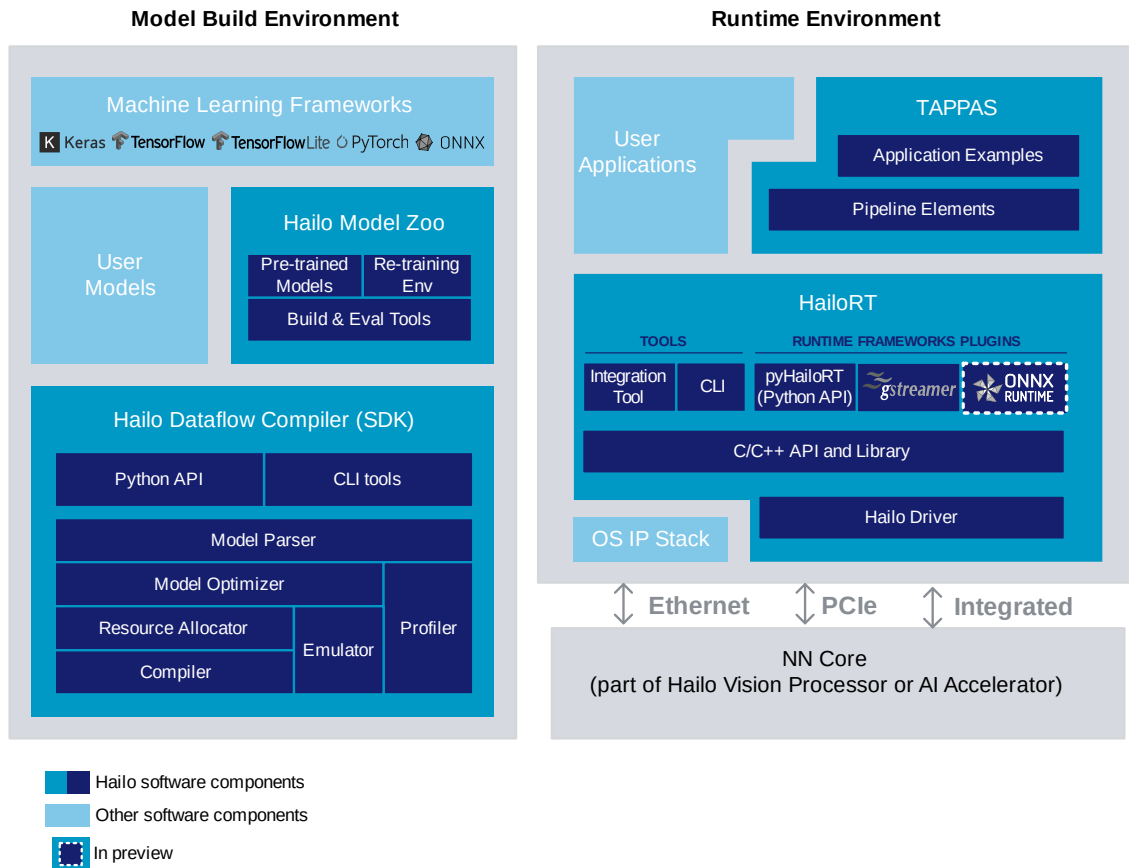 Model Build Environment
Machine Learning Frameworks
K Keras TensorFlow TensorFlowLite PyTorch ONNX
User
Models
Hailo Model Zoo
Pre-trained
Models
Re-training
Env
Build & Eval Tools
Hailo Dataflow Compiler (SDK)
Python API
CLI tools
Model Parser
Model Optimizer
Resource Allocator
Compiler
Emulator
Profiler
Runtime Environment
User
Applications
TAPPAS
Application Examples
Pipeline Elements
HailoRT
TOOLS
Integration
Tool
CLI
RUNTIME FRAMEWORKS PLUGINS
pyHailoRT
(Python API)
gstreamer
ONNX
RUNTIME
C/C++ API and Library
Hailo Driver
OS IP Stack
Ethernet
PCIe
Integrated
NN Core
(part of Hailo Vision Processor or AI Accelerator)
Hailo software components
Other software components
In preview